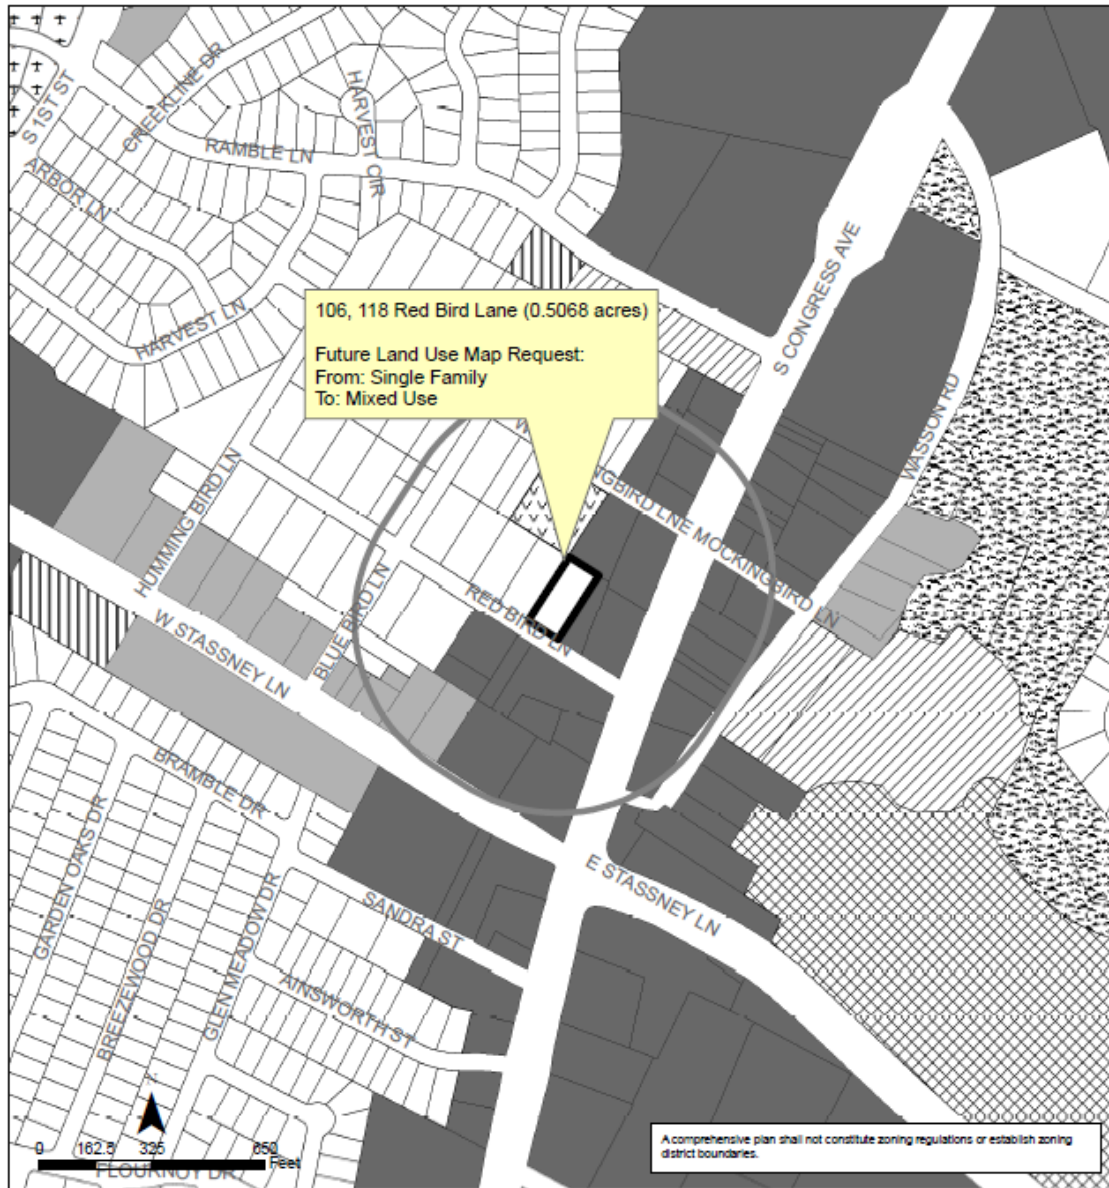 CREEKLINE DR
S 1ST ST
HARVEST CIR
RAMBLE LN
ARBOR LN
S CONGRESS AVE
HARVEST LN
106, 118 Red Bird Lane (0.5068 acres)
Future Land Use Map Request:
From: Single Family
To: Mixed Use
WASSON RD
W
NGBIRD LN
E MOCKINGBIRD LN
HUMMING BIRD LN
RED BIRD LN
BLUE BIRD LN
W STASSNEY LN
BRAMBLE DR
GARDEN OAKS DR
E STASSNEY LN
BREEZEWOOD DR
GLEN MEADOW DR
SANDRA ST
AINSWORTH ST
N
0 162.5 325 650
Feet
FLOURNOY DR
A comprehensive plan shall not constitute zoning regulations or establish zoning
district boundaries.